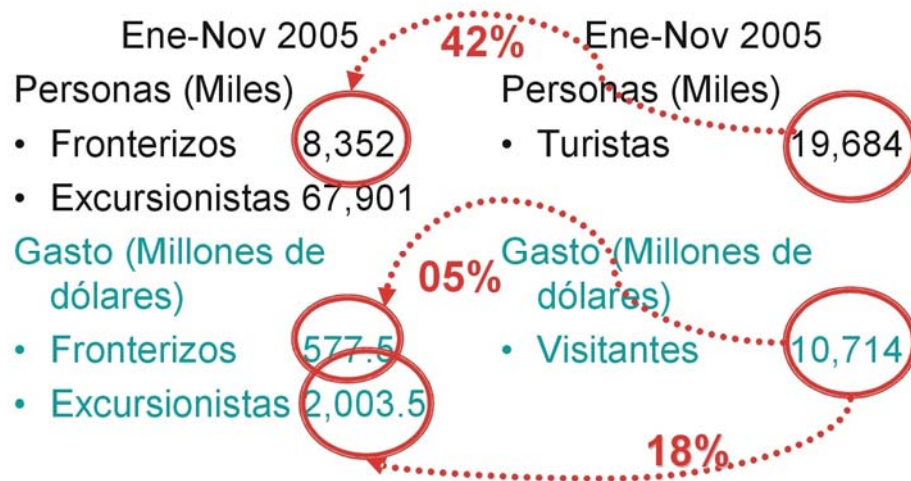 Ene-Nov 2005
Personas (Miles)
• Fronterizos 8,352
• Excursionistas 67,901
Gasto (Millones de
dólares)
• Fronterizos 577.5
• Excursionistas 2,003.5
42%
05%
18%
Ene-Nov 2005
Personas (Miles)
• Turistas 19,684
Gasto (Millones de
dólares)
• Visitantes 10,714